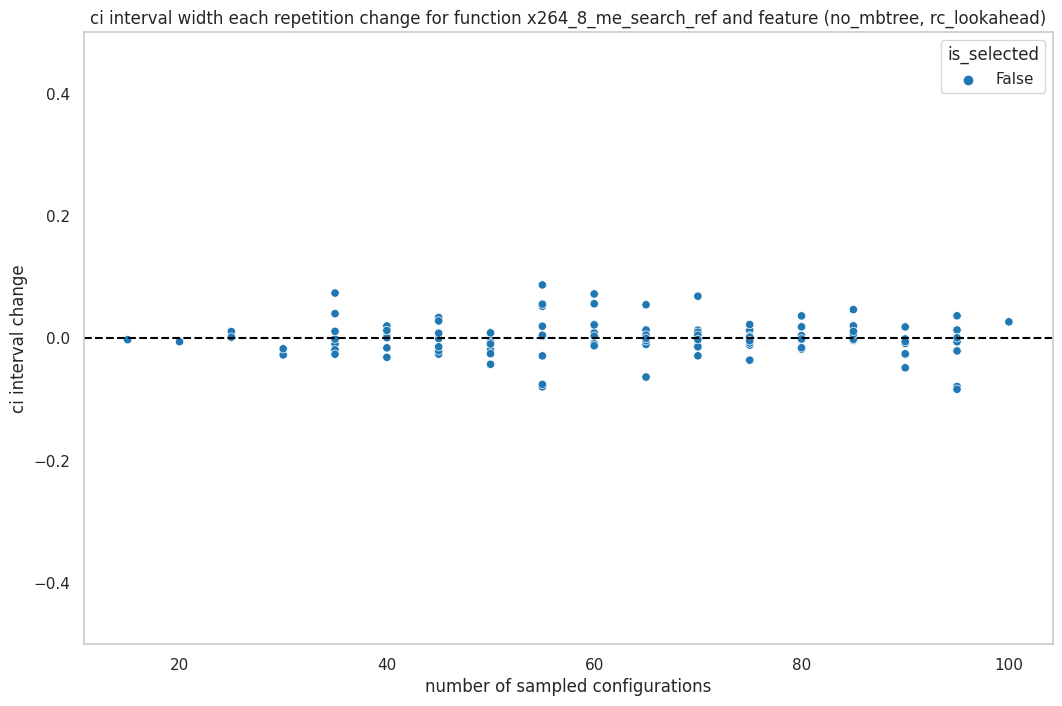 ci interval width each repetition change for function x264_8_me_search_ref and feature (no_mbtree, rc_lookahead)
is_selected
False
ci interval change
0.4
0.2
0.0
−0.2
−0.4
20 40 60 80 100
number of sampled configurations